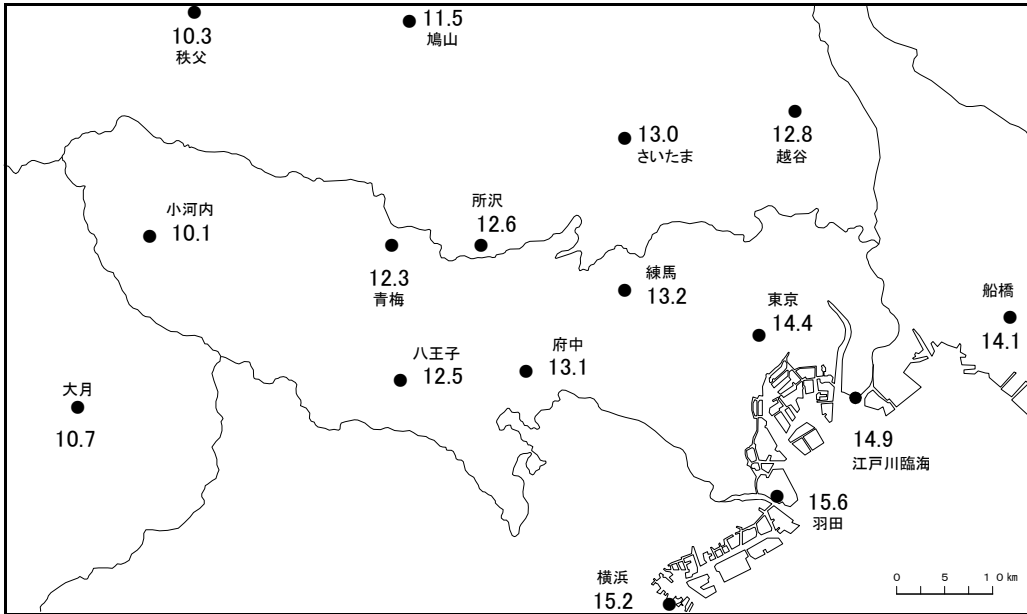 10.3
秩父
11.5
鳩山
13.0
さいたま
12.8
越谷
小河内
10.1
所沢
12.6
12.3
青梅
練馬
13.2
東京
14.4
船橋
14.1
八王子
12.5
府中
13.1
大月
10.7
14.9
江戸川臨海
15.6
羽田
横浜
15.2
0 5 10km